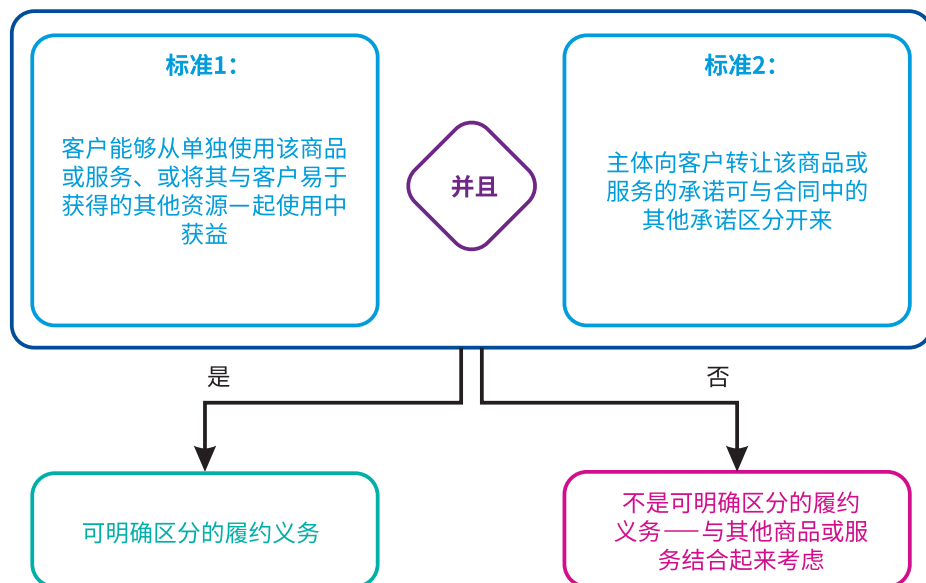 标准1：
客户能够从单独使用该商品
或服务、或将其与客户易于
获得的其他资源一起使用中
获益
并且
标准2：
主体向客户转让该商品或
服务的承诺可与合同中的
其他承诺区分开来
是
否
可明确区分的履约义务
不是可明确区分的履约
义务——与其他商品或服
务结合起来考虑